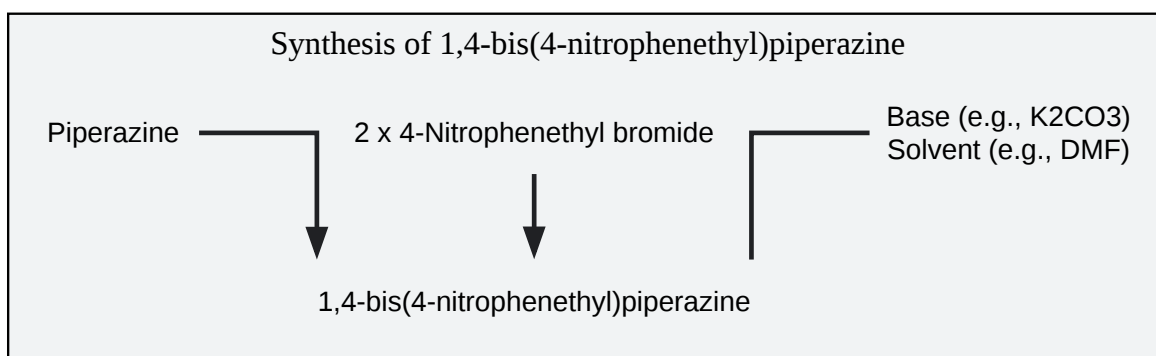 Synthesis of 1,4-bis(4-nitrophenethyl)piperazine
Piperazine
2 x 4-Nitrophenethyl bromide
Base (e.g., K2CO3)
Solvent (e.g., DMF)
1,4-bis(4-nitrophenethyl)piperazine